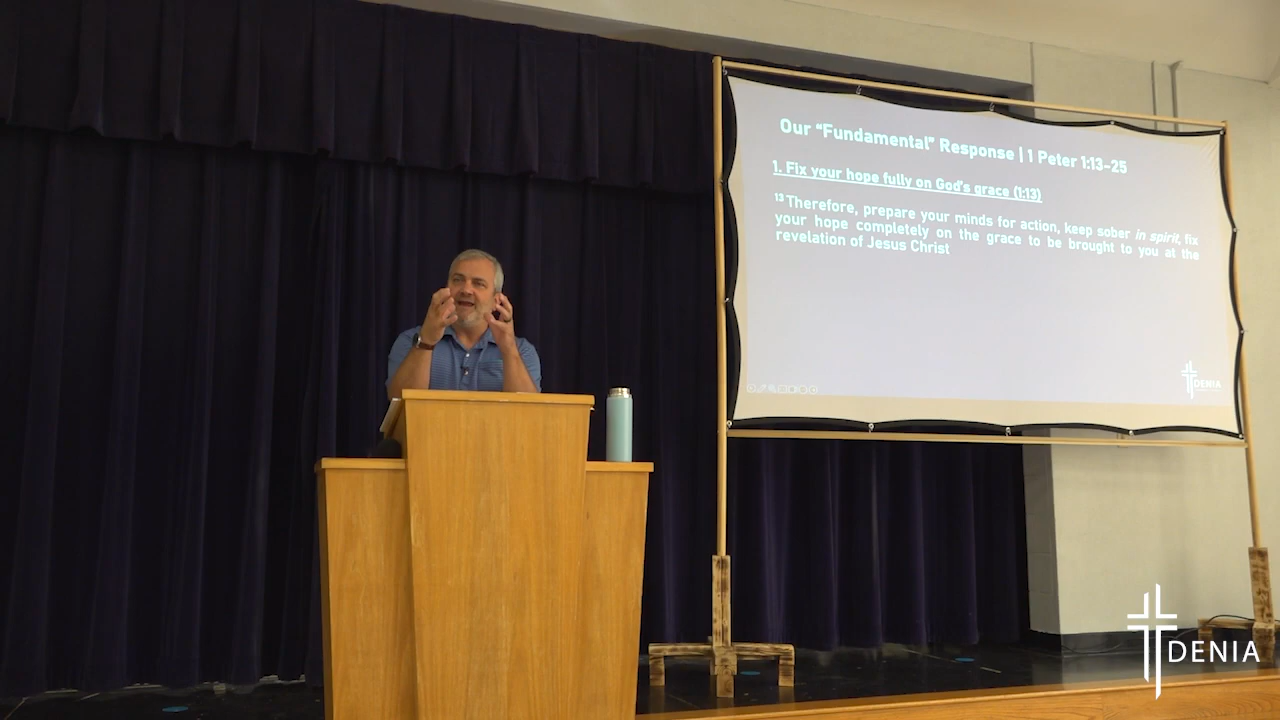 Our “Fundamental” Response | 1 Peter 1:13-25
1. Fix your hope fully on God's grace (1:13)
13 Therefore, prepare your minds for action, keep sober in spirit, fix
your hope completely on the grace to be brought to you at the
revelation of Jesus Christ
DENIA
DENIA